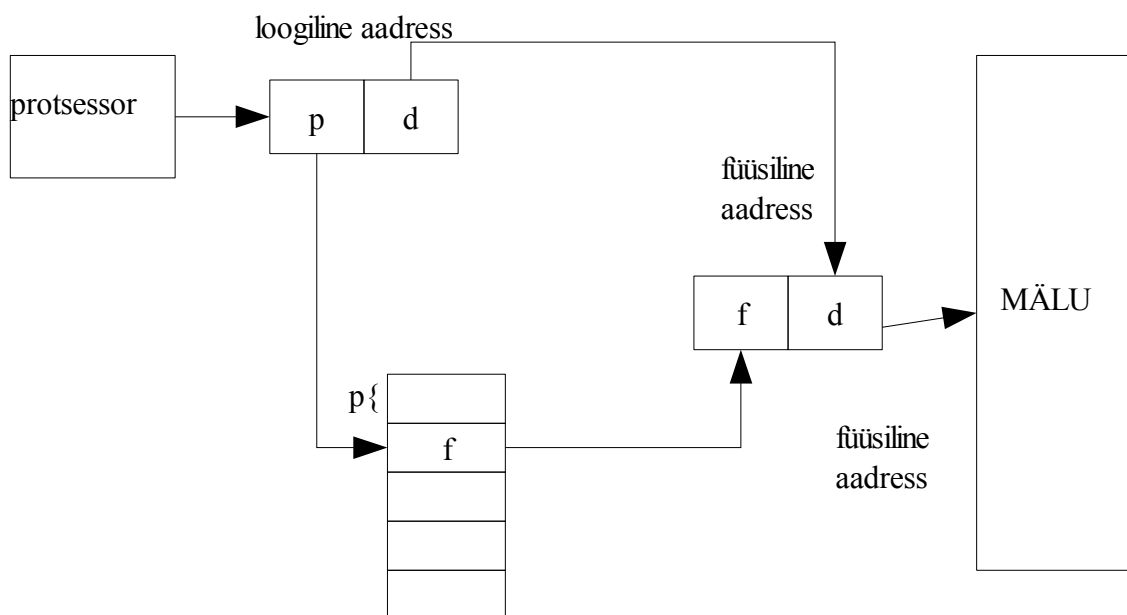 loogiline aadress
protsessor
p
d
füüsiline
aadress
f
d
MÄLU
p{
f
füüsiline
aadress